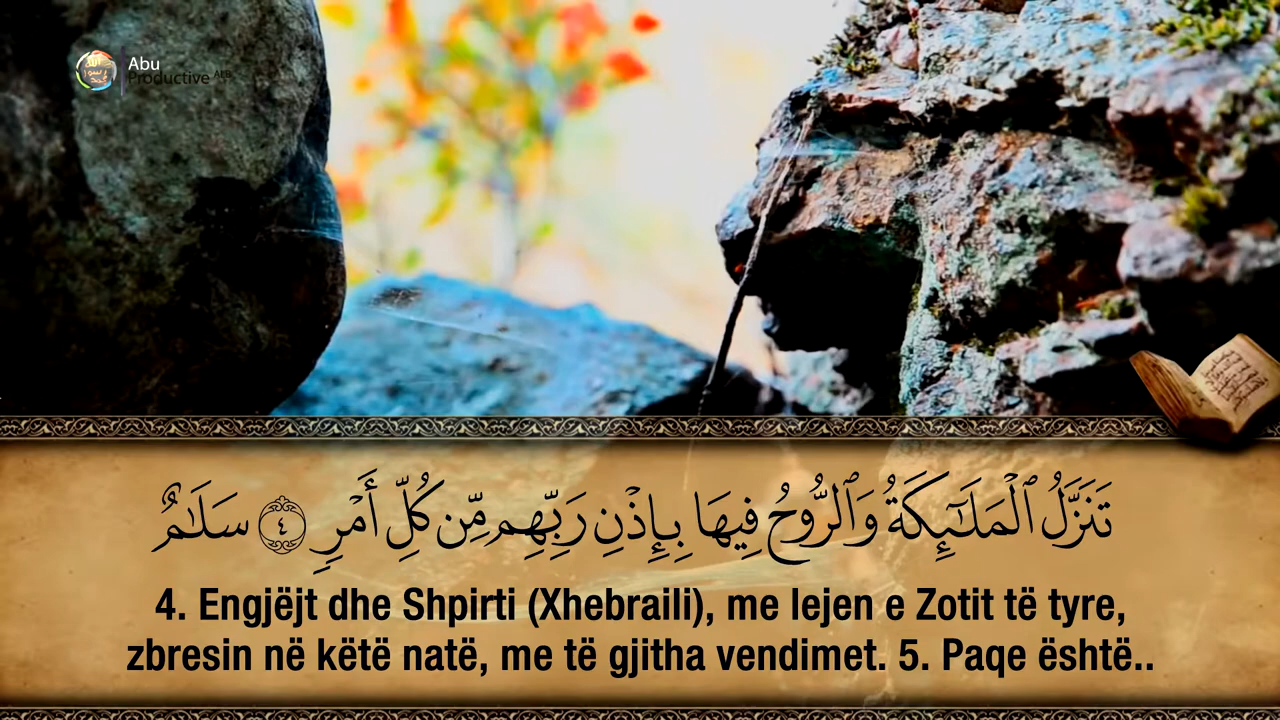 Abu
Productive AEB
تَنَزَّلُ ٱلْمَلَـٰٓئِكَةُ وَٱلرُّوحُ فِيهَا بِإِذْنِ رَبِّهِم مِّن كُلِّ أَمْرٍ ٤ سَلَـٰمٌ
4. Engjëjt dhe Shpirti (Xhebraili), me lejen e Zotit të tyre,
zbresin në këtë natë, me të gjitha vendimet. 5. Paqe është..